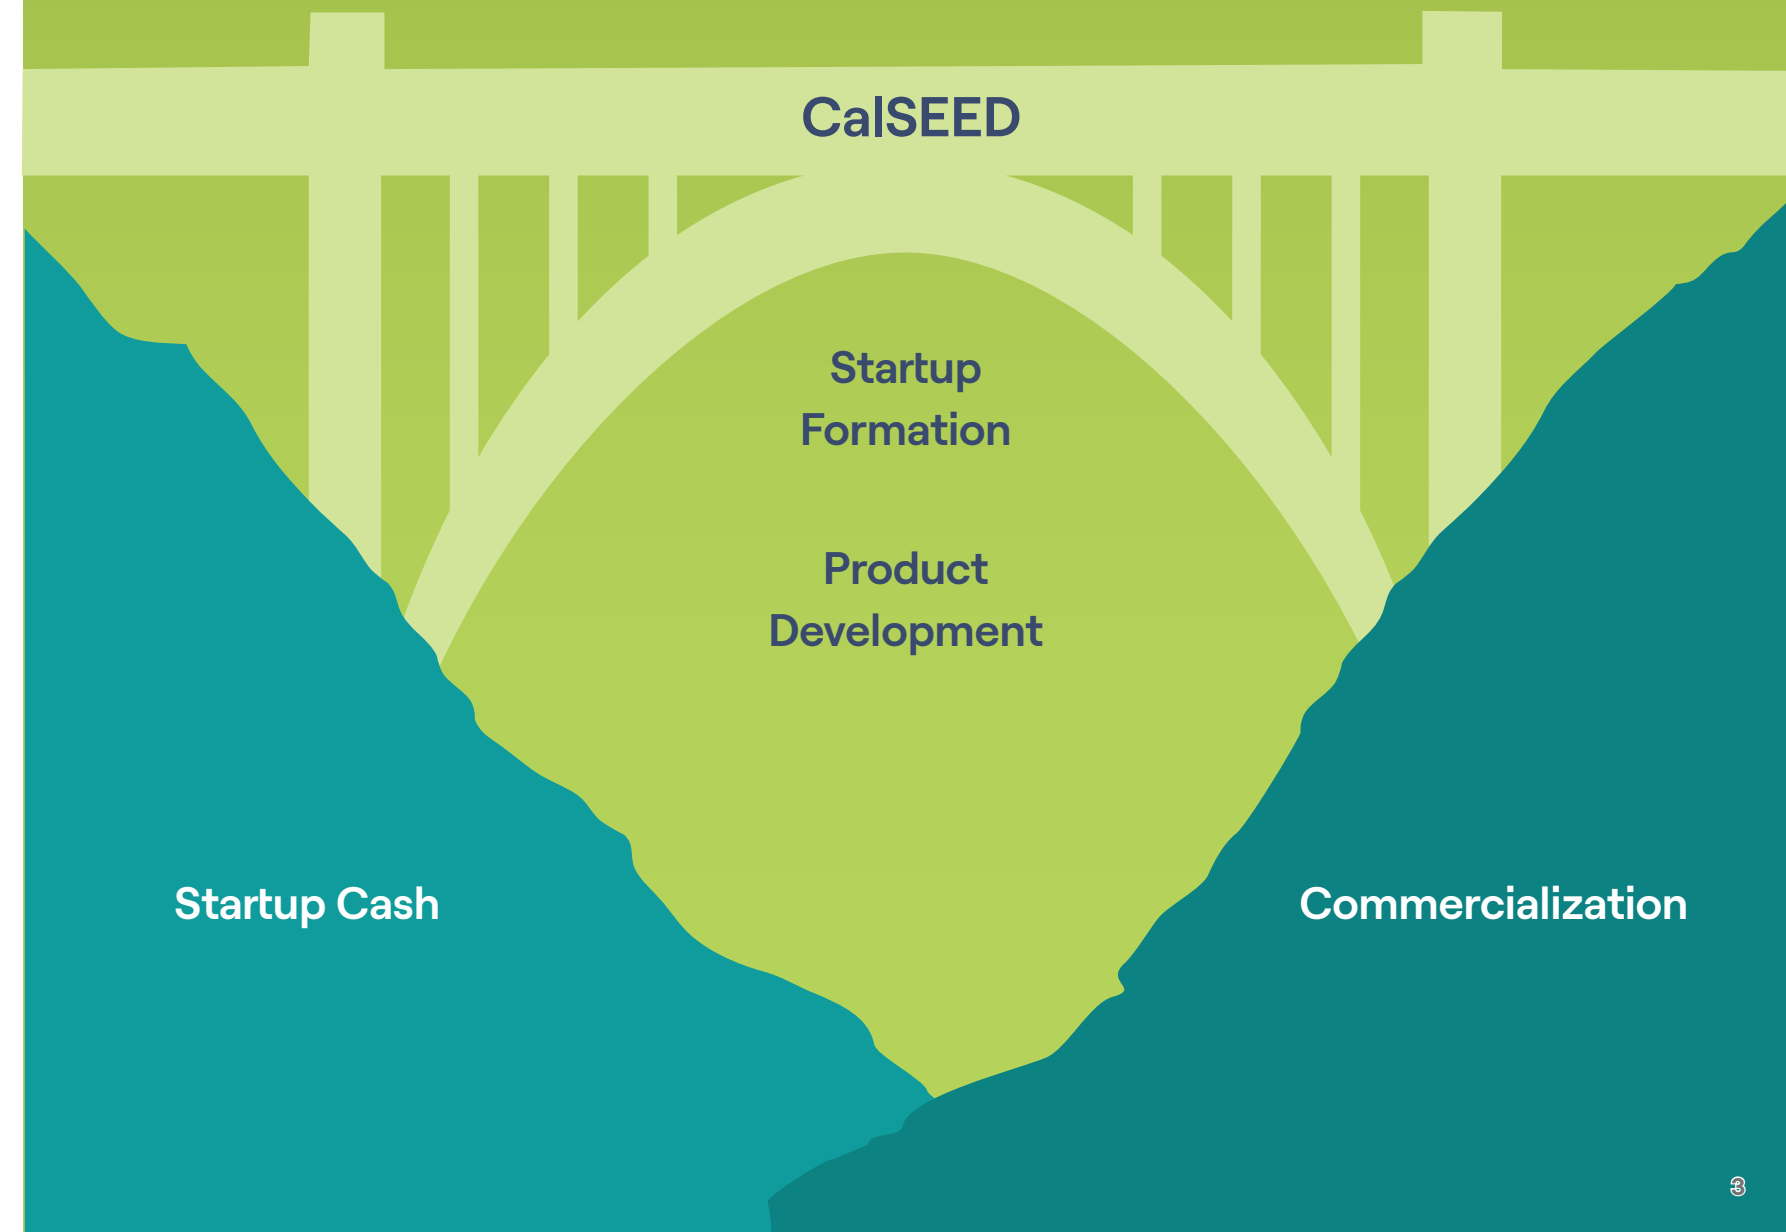 CalSEED
Startup
Formation
Product
Development
Startup Cash
Commercialization
3